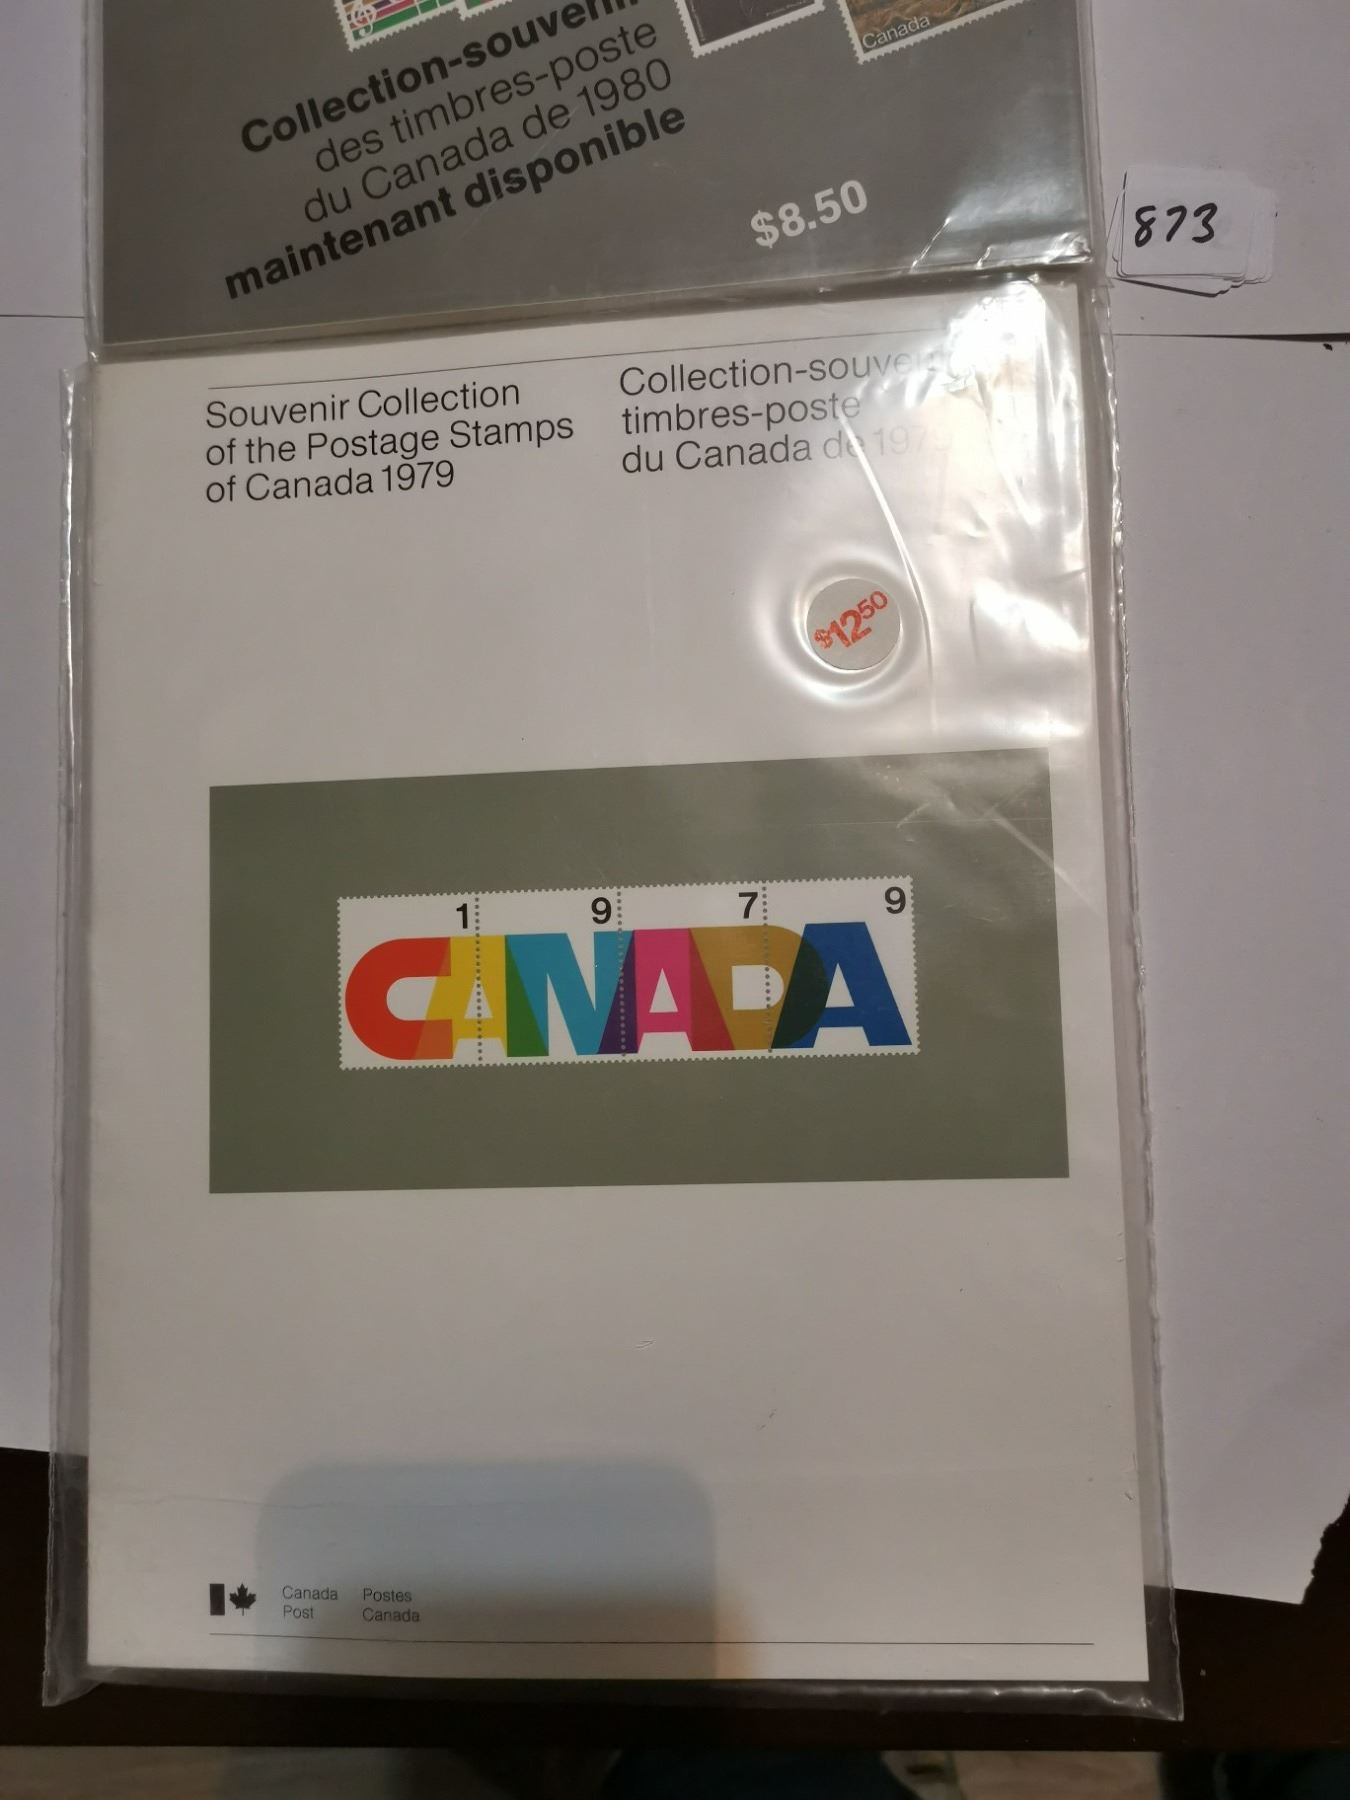 Canada
Collection-souvenir
des timbres-poste
du Canada de 1980
maintenant disponible
$8.50
873
Souvenir Collection
of the Postage Stamps
of Canada 1979
Collection-souvenir
timbres-poste
du Canada de 1979
$12.50
1 9 7 9
CANADA
Canada
Post
Postes
Canada